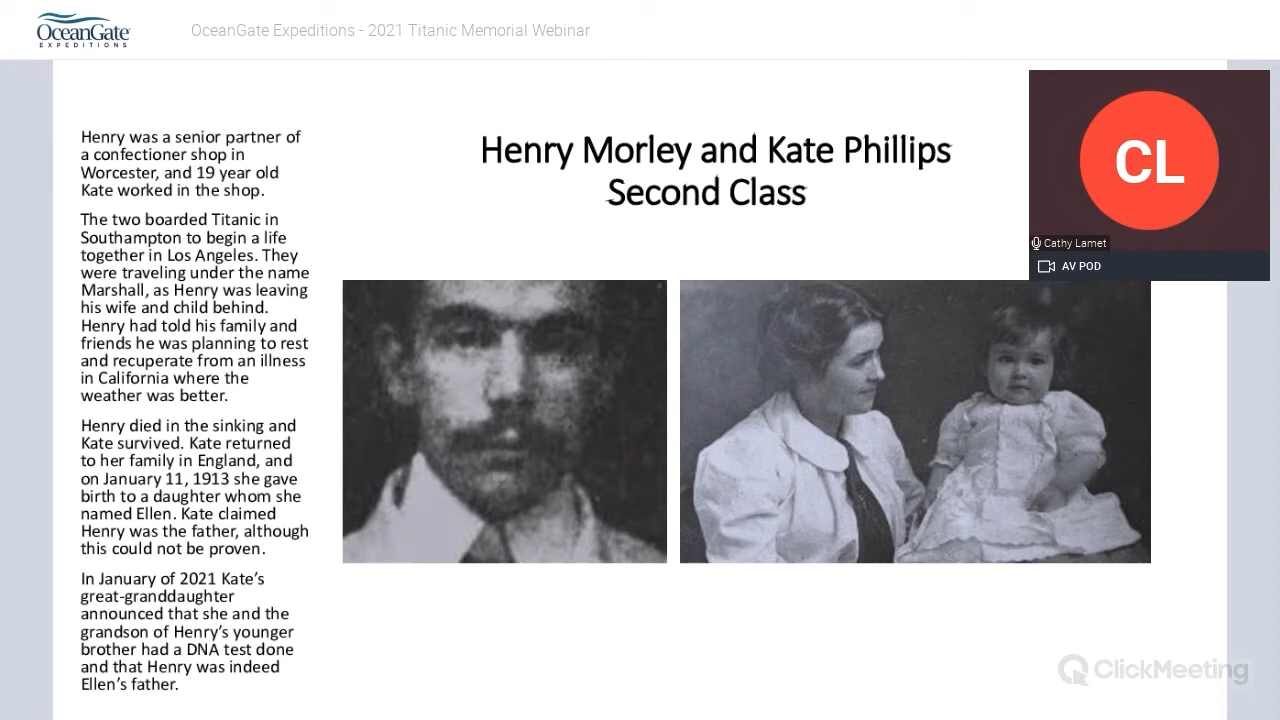 OceanGate
EXPEDITIONS
OceanGate Expeditions - 2021 Titanic Memorial Webinar
Henry was a senior partner of
a confectioner shop in
Worcester, and 19 year old
Kate worked in the shop.
The two boarded Titanic in
Southampton to begin a life
together in Los Angeles. They
were traveling under the name
Marshall, as Henry was leaving
his wife and child behind.
Henry had told his family and
friends he was planning to rest
and recuperate from an illness
in California where the
weather was better.
Henry died in the sinking and
Kate survived. Kate returned
to her family in England, and
on January 11, 1913 she gave
birth to a daughter whom she
named Ellen. Kate claimed
Henry was the father, although
this could not be proven.
In January of 2021 Kate’s
great-granddaughter
announced that she and the
grandson of Henry’s younger
brother had a DNA test done
and that Henry was indeed
Ellen’s father.
Henry Morley and Kate Phillips
Second Class
CL
Cathy Lamet
AV POD
ClickMeeting